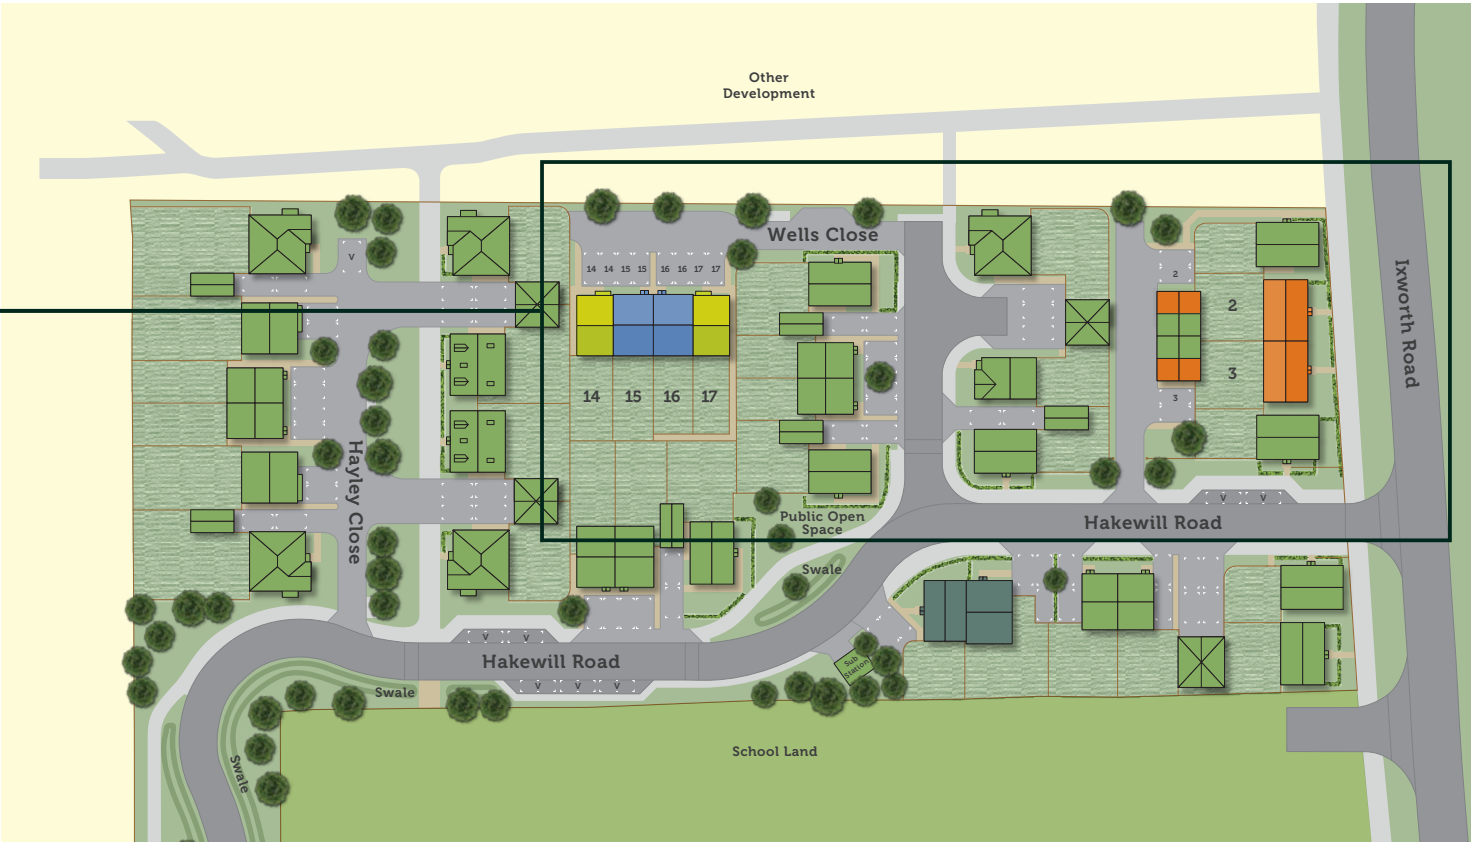 Other
Development
Wells Close
14 14 15 15 16 16 17 17
14 15 16 17
V
2
2
3
3
Ixworth Road
Hayley Close
Public Open
Space
Swale
V V
Hakewill Road
V V
Hakewill Road
V V V
Sub
Station
Swale
Swale
School Land